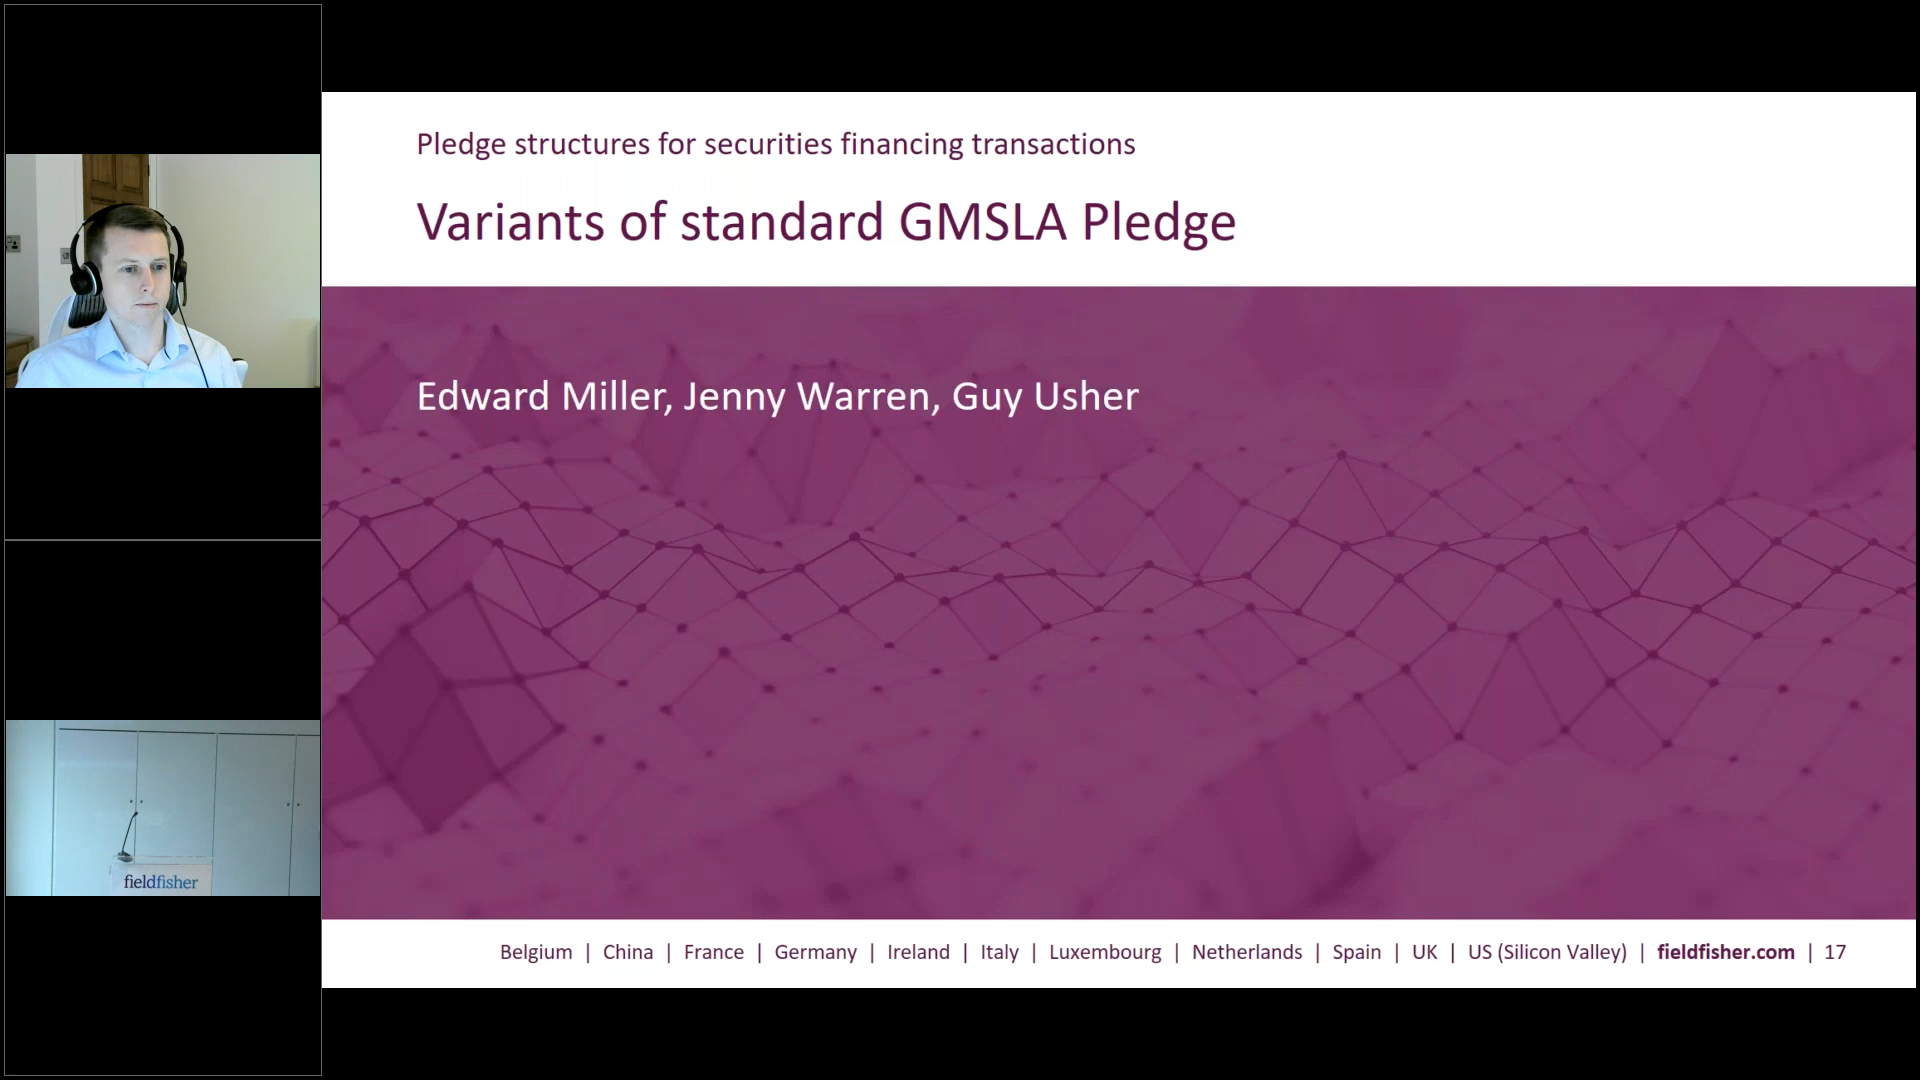 Pledge structures for securities financing transactions
Variants of standard GMSLA Pledge
Edward Miller, Jenny Warren, Guy Usher
fieldfisher
Belgium | China | France | Germany | Ireland | Italy | Luxembourg | Netherlands | Spain | UK | US (Silicon Valley) | fieldfisher.com | 17